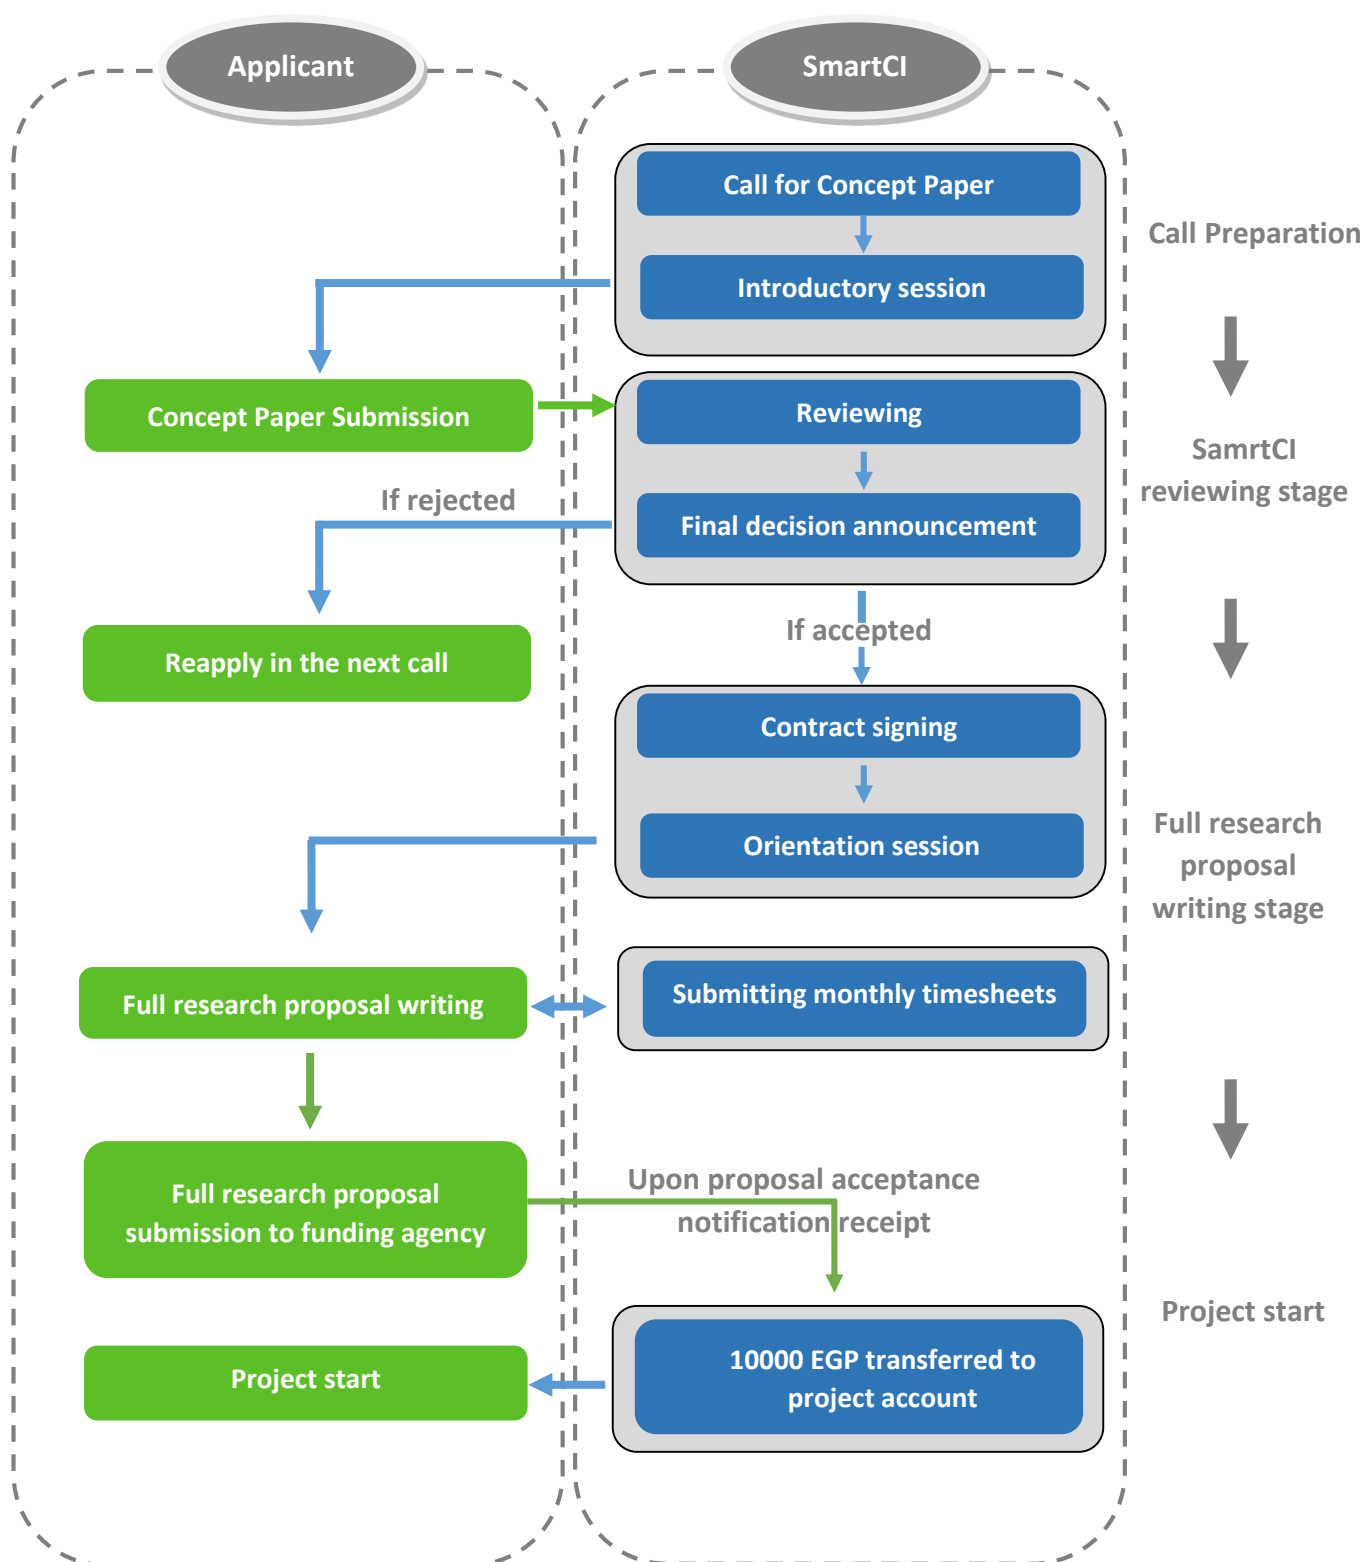 Applicant
SmartCI
Call for Concept Paper
Call Preparation
Introductory session
Concept Paper Submission
Reviewing
SamrtCI
reviewing stage
If rejected
Final decision announcement
If accepted
Reapply in the next call
Contract signing
Orientation session
Full research
proposal
writing stage
Full research proposal writing
Submitting monthly timesheets
Full research proposal
submission to funding agency
Upon proposal acceptance
notification receipt
Project start
10000 EGP transferred to
project account
Project start